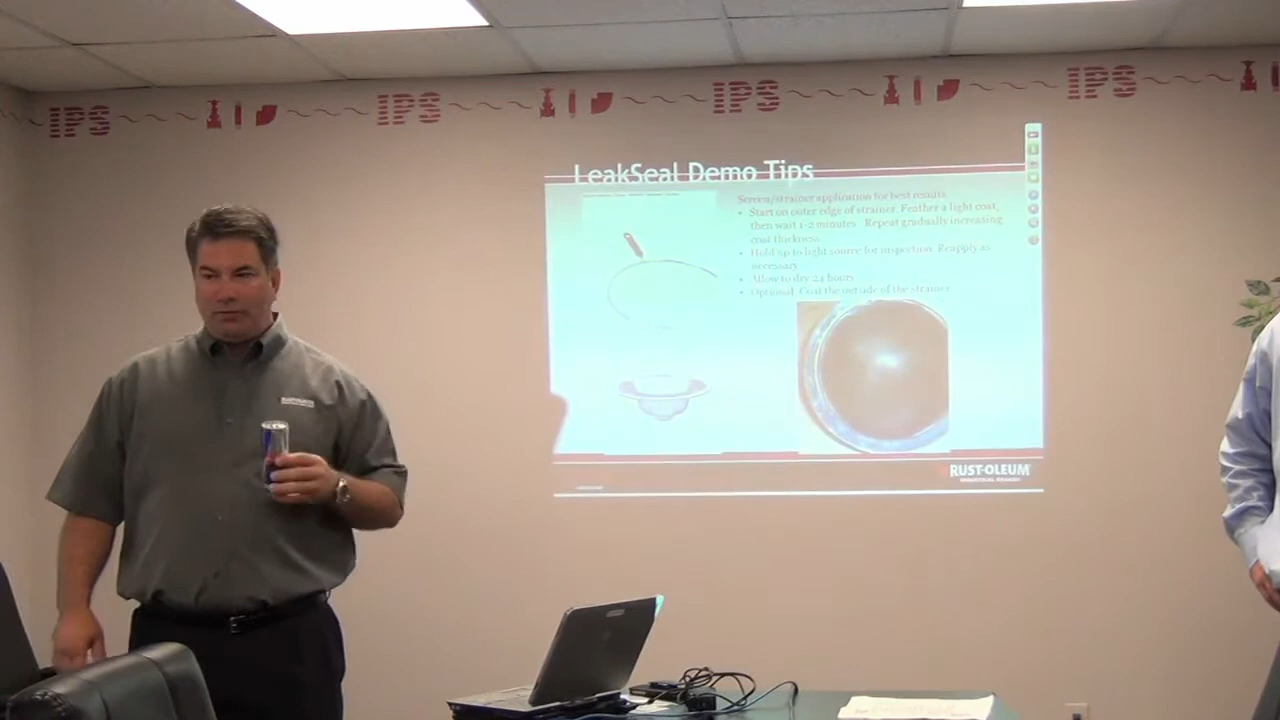 IPS IPS IPS IPS
LeakSeal Demo Tips
Screen/strainer application for best results.
• Start on outer edge of strainer. Feather a light coat,
then wait 1-2 minutes. Repeat gradually increasing
coat thickness.
• Hold up to light source for inspection. Reapply as
necessary.
• Allow to dry 24 hours
• Optional: Coat the outside of the strainer
RUST-OLEUM
INDUSTRIAL BRANDS